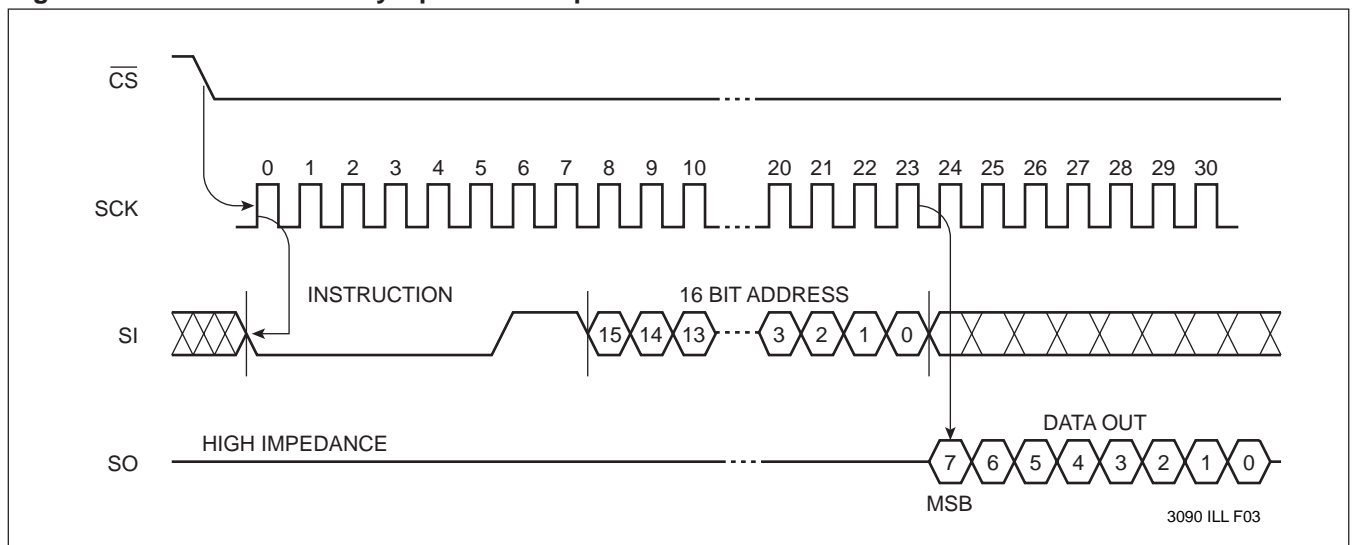 CS
0 1 2 3 4 5 6 7 8 9 10 20 21 22 23 24 25 26 27 28 29 30
SCK
INSTRUCTION 16 BIT ADDRESS
SI 15 14 13 3 2 1 0
DATA OUT
HIGH IMPEDANCE
SO 7 6 5 4 3 2 1 0
MSB
3090 ILL F03